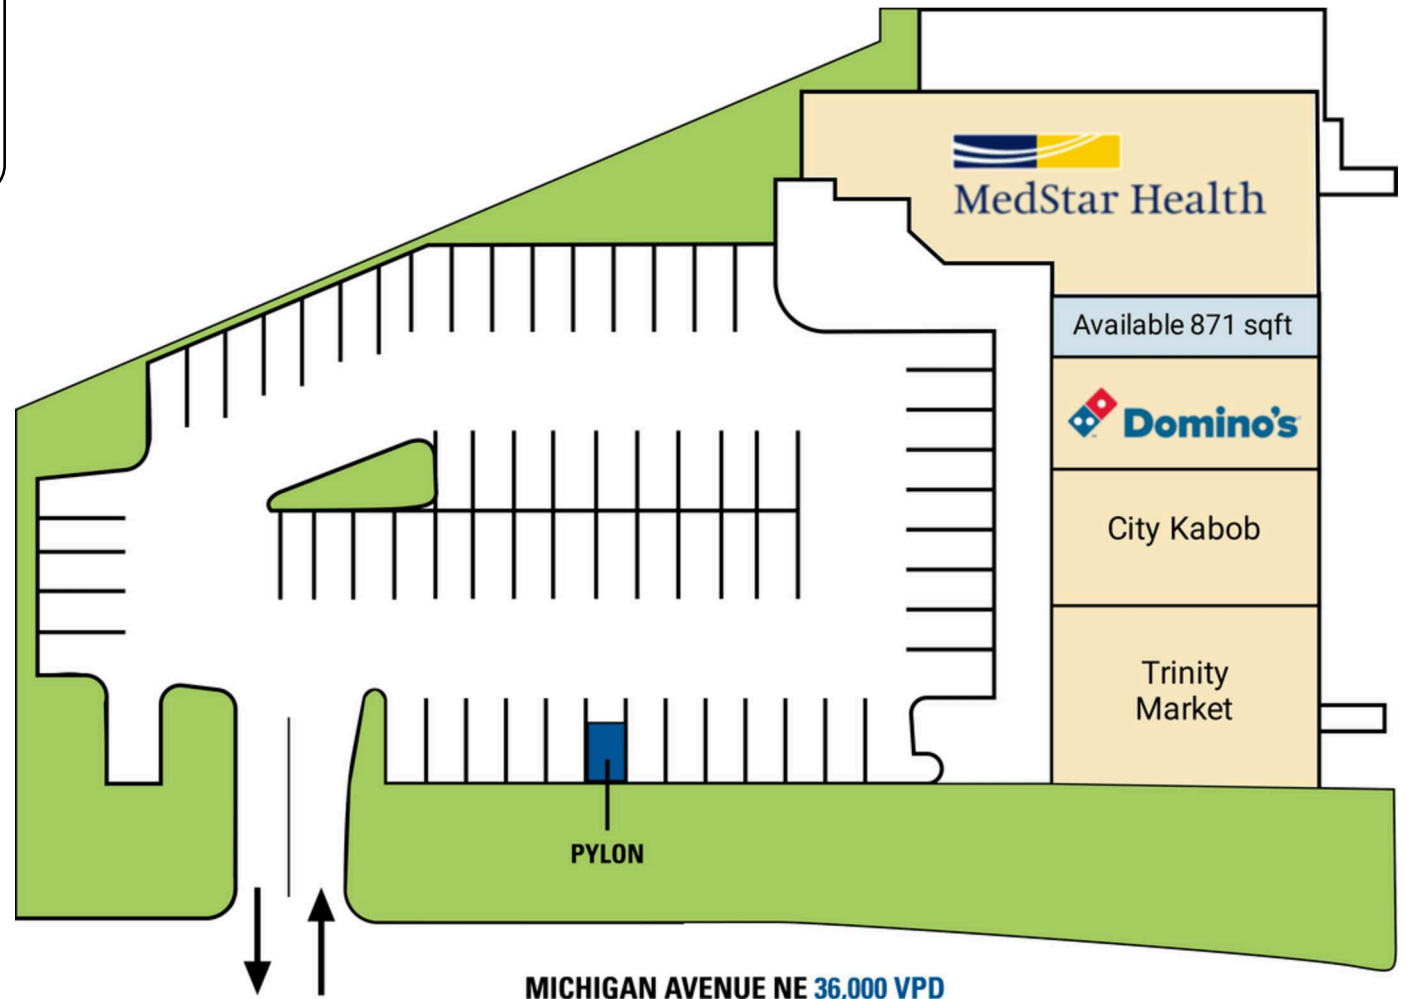 MedStar Health
Available 871 sqft
Domino's
City Kabob
Trinity
Market
PYLON
MICHIGAN AVENUE NE 36,000 VPD